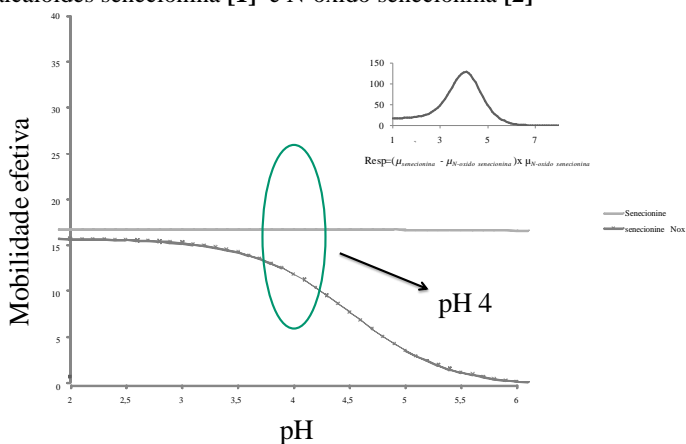 alcalóides senecionina [1] e N-óxido senecionina [2]
40
35
30
25
20
15
10
5
0
2 2,5 3 3,5 4 4,5 5 5,5 6
Mobilidade efetiva
pH
pH 4
150
100
50
0
1 3 5 7
Resp=(μsenecionina - μN-oxido senecionina)x μN-oxido senecionina
Senecionine
senecionine Nox